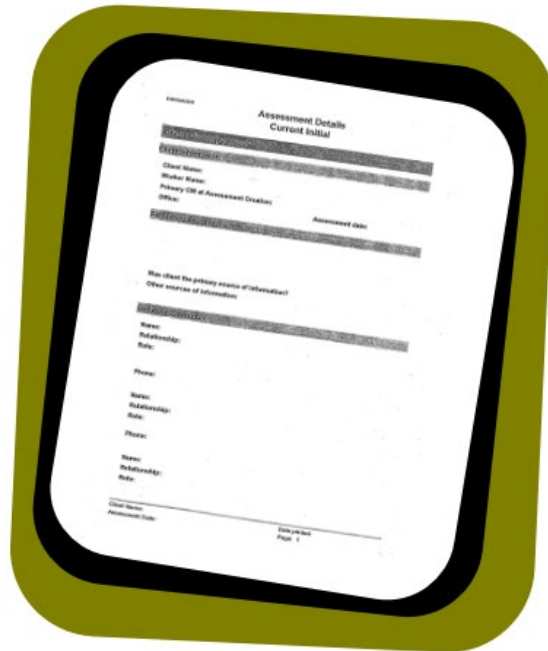 Assessment Details
Current Initial
Client Name:
Worker Name:
Primary CM at Assessment Creation:
Office:
Assessment date:
Was client the primary source of information?
Other sources of information:
Name:
Relationship:
Role:
Phone:
Name:
Relationship:
Role:
Phone:
Name:
Relationship:
Role:
Client Name:
Assessment Date:
Date printed:
Page 1